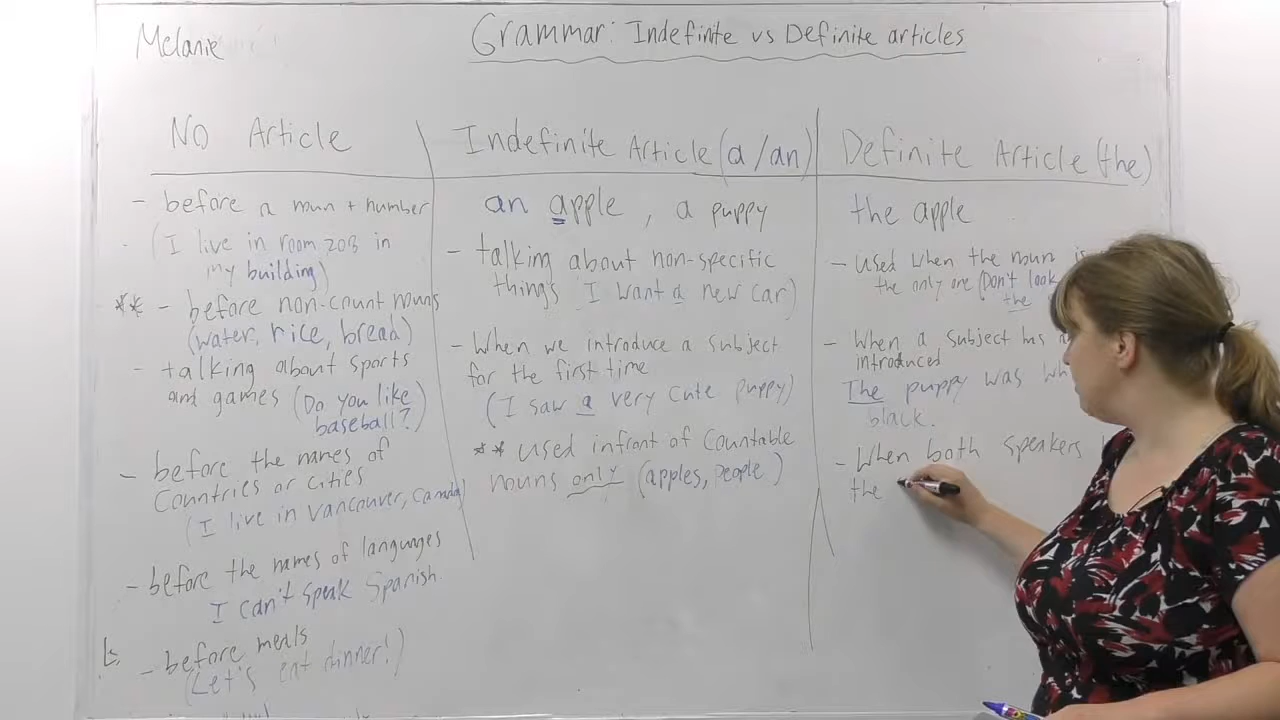 Melanie
Grammar: Indefinite vs Definite articles
No Article
- before a noun + number
(I live in room 203 in
my building)
** - before non-count nouns
(water, rice, bread)
- talking about sports
and games (Do you like
baseball?)
- before the names of
Countries or cities
(I live in Vancouver, Canada)
- before the names of languages
I can't speak Spanish.
- before meals
(Let's eat dinner!)
Indefinite Article (a/an)
an apple, a puppy
- talking about non-specific
things (I want a new car)
- When we introduce a subject
for the first time
(I saw a very cute puppy)
** used infront of Countable
nouns only (apples, people)
Definite Article (the)
the apple
- used when the noun is
the only one (Don't look
the
- When a subject has
introduced
The puppy was
black.
- When both speakers
the